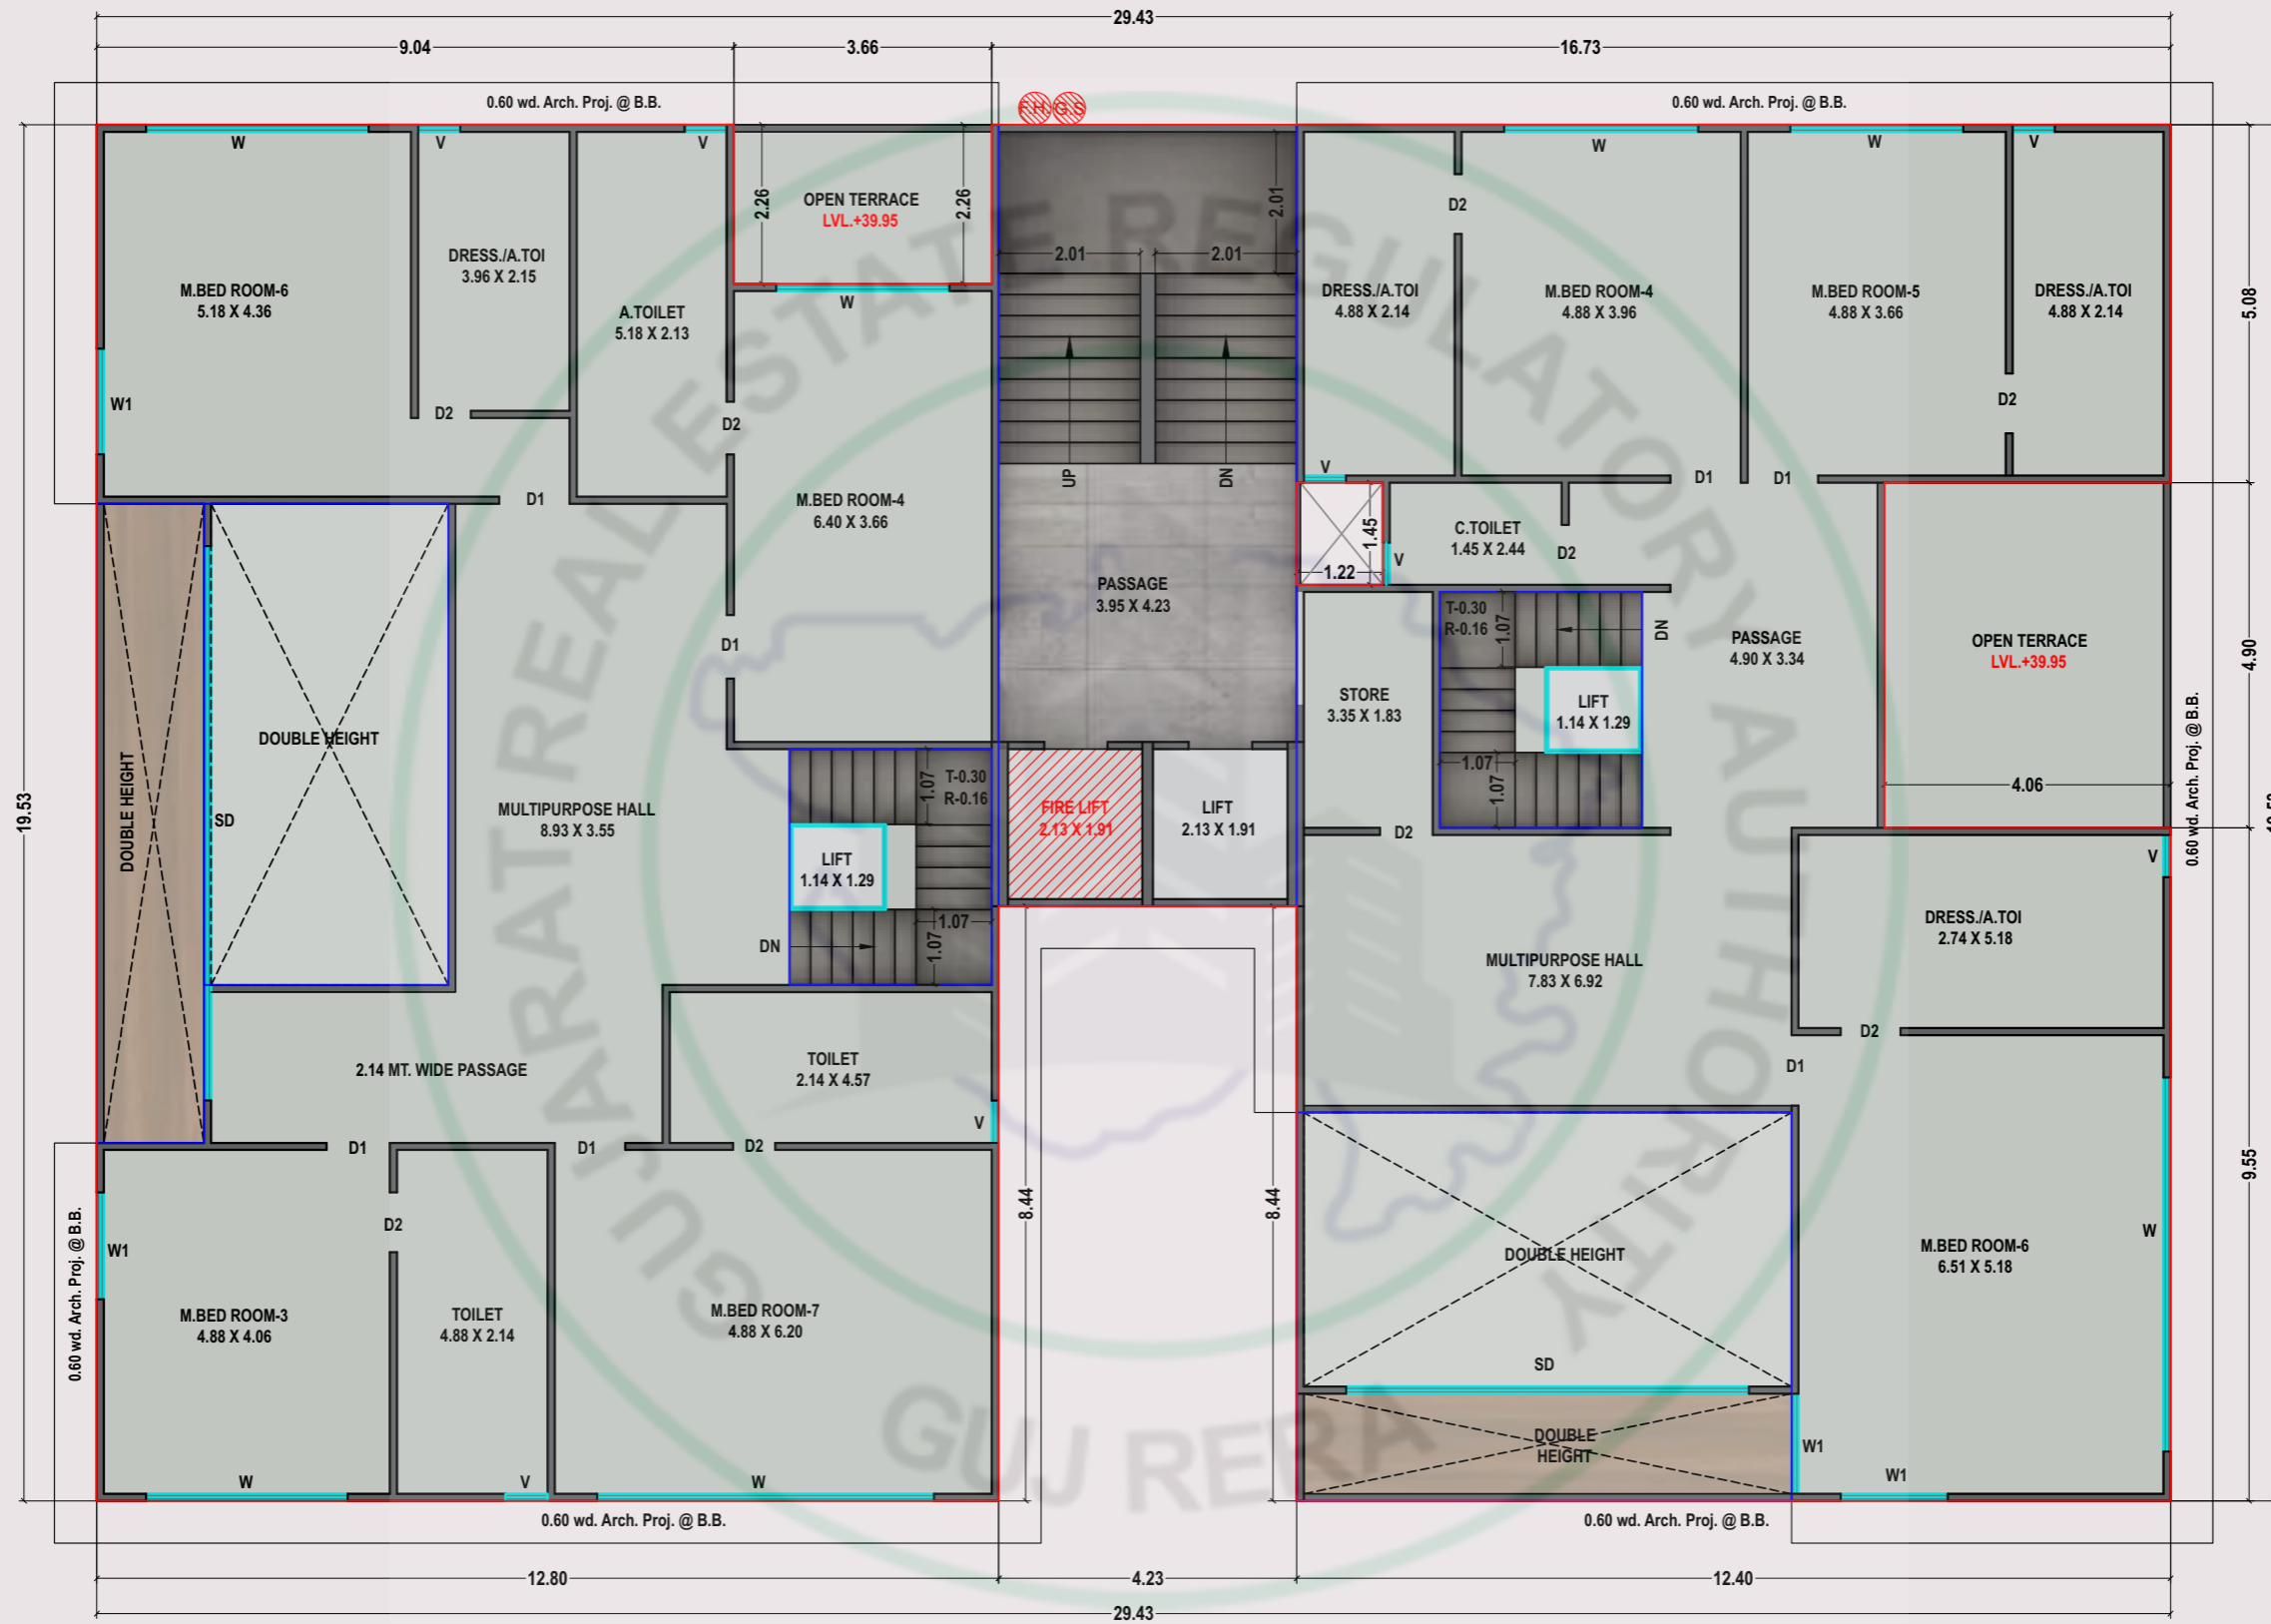 29.43
9.04
3.66
16.73
0.60 wd. Arch. Proj. @ B.B.
F.H.
G.S
0.60 wd. Arch. Proj. @ B.B.
W
V
V
W
W
V
2.26
OPEN TERRACE
LVL.+39.95
2.26
2.01
2.01
2.01
D2
DRESS./A.TOI
3.96 X 2.15
M.BED ROOM-6
5.18 X 4.36
A.TOILET
5.18 X 2.13
W
DRESS./A.TOI
4.88 X 2.14
M.BED ROOM-4
4.88 X 3.96
M.BED ROOM-5
4.88 X 3.66
DRESS./A.TOI
4.88 X 2.14
5.08
W1
D2
D2
D2
UP
DN
V
D1
D1
D1
M.BED ROOM-4
6.40 X 3.66
C.TOILET
1.45 X 2.44
D2
1.45
1.22
V
PASSAGE
3.95 X 4.23
T-0.30
R-0.16
1.07
DN
PASSAGE
4.90 X 3.34
OPEN TERRACE
LVL.+39.95
4.90
D1
STORE
3.35 X 1.83
LIFT
1.14 X 1.29
1.07
1.07
4.06
0.60 wd. Arch. Proj. @ B.B.
DOUBLE HEIGHT
DOUBLE HEIGHT
SD
19.53
MULTIPURPOSE HALL
8.93 X 3.55
1.07
T-0.30
R-0.16
FIRE LIFT
2.13 X 1.91
LIFT
2.13 X 1.91
D2
LIFT
1.14 X 1.29
1.07
1.07
DN
V
DRESS./A.TOI
2.74 X 5.18
MULTIPURPOSE HALL
7.83 X 6.92
D2
D1
2.14 MT. WIDE PASSAGE
TOILET
2.14 X 4.57
V
D1
D1
D2
8.44
8.44
9.55
0.60 wd. Arch. Proj. @ B.B.
W1
D2
M.BED ROOM-3
4.88 X 4.06
TOILET
4.88 X 2.14
M.BED ROOM-7
4.88 X 6.20
DOUBLE HEIGHT
SD
M.BED ROOM-6
6.51 X 5.18
W
DOUBLE
HEIGHT
W1
W1
W
V
W
0.60 wd. Arch. Proj. @ B.B.
0.60 wd. Arch. Proj. @ B.B.
12.80
4.23
12.40
29.43
GUJARAT REAL ESTATE REGULATORY AUTHORITY
GUJ RERA